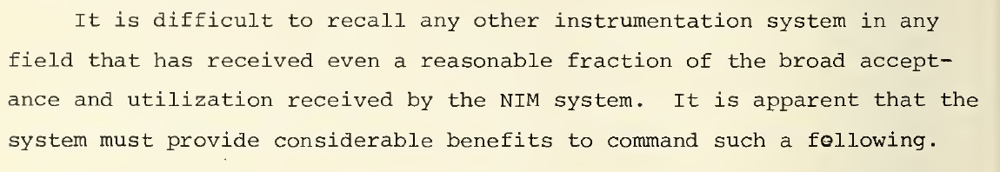 It is difficult to recall any other instrumentation system in any
field that has received even a reasonable fraction of the broad accept-
ance and utilization received by the NIM system. It is apparent that the
system must provide considerable benefits to command such a following.